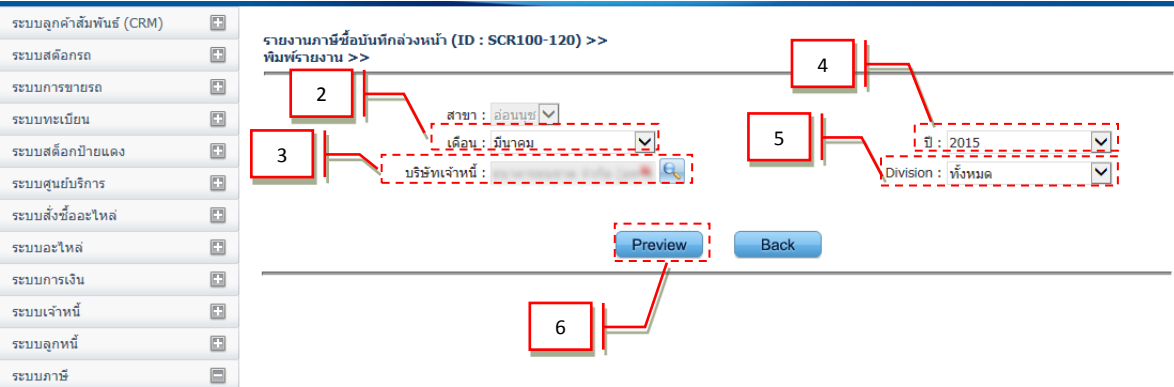 ระบบลูกค้าสัมพันธ์ (CRM)
ระบบสต๊อกรถ
ระบบการขายรถ
ระบบทะเบียน
ระบบสต็อกป้ายแดง
ระบบศูนย์บริการ
ระบบสั่งซื้ออะไหล่
ระบบอะไหล่
ระบบการเงิน
ระบบเจ้าหนี้
ระบบลูกหนี้
ระบบภาษี
รายงานภาษีซื้อบันทึกล่วงหน้า (ID : SCR100-120) >>
พิมพ์รายงาน >>
2
4
สาขา : อ่อนนุช
3
เดือน : มีนาคม
5
ปี : 2015
บริษัทเจ้าหนี้ :
Division : ทั้งหมด
Preview Back
6